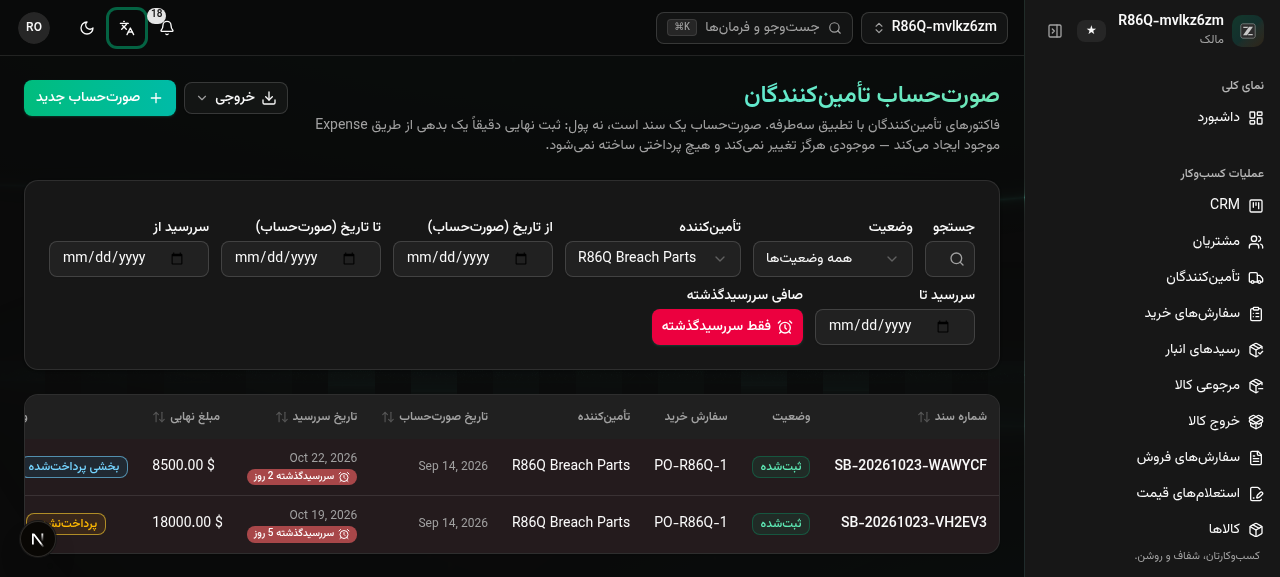 R86Q-mvlkz6zm
مالک
نمای کلی
داشبورد
عملیات کسب‌وکار
CRM
مشتریان
تأمین‌کنندگان
سفارش‌های خرید
رسیدهای انبار
مرجوعی کالا
خروج کالا
سفارش‌های فروش
استعلام‌های قیمت
کالاها
کسب‌وکارتان، شفاف و روشن.
R86Q-mvlkz6zm
جست‌وجو و فرمان‌ها
⌘K
18
RO
صورت‌حساب تأمین‌کنندگان
فاکتورهای تأمین‌کنندگان با تطبیق سه‌طرفه. صورت‌حساب یک سند است، نه پول: ثبت نهایی دقیقاً یک بدهی از طریق Expense
موجود ایجاد می‌کند — موجودی هرگز تغییر نمی‌کند و هیچ پرداختی ساخته نمی‌شود.
خروجی
صورت‌حساب جدید
جستجو
وضعیت
تأمین‌کننده
از تاریخ (صورت‌حساب)
تا تاریخ (صورت‌حساب)
سررسید از
همه وضعیت‌ها
R86Q Breach Parts
mm/dd/yyyy
mm/dd/yyyy
mm/dd/yyyy
سررسید تا
صافی سررسیدگذشته
mm/dd/yyyy
فقط سررسیدگذشته
شماره سند
وضعیت
سفارش خرید
تأمین‌کننده
تاریخ صورت‌حساب
تاریخ سررسید
مبلغ نهایی
SB-20261023-WAWYCF
ثبت‌شده
PO-R86Q-1
R86Q Breach Parts
Sep 14, 2026
Oct 22, 2026
سررسیدگذشته 2 روز
8500.00 $
بخشی پرداخت‌شده
SB-20261023-VH2EV3
ثبت‌شده
PO-R86Q-1
R86Q Breach Parts
Sep 14, 2026
Oct 19, 2026
سررسیدگذشته 5 روز
18000.00 $